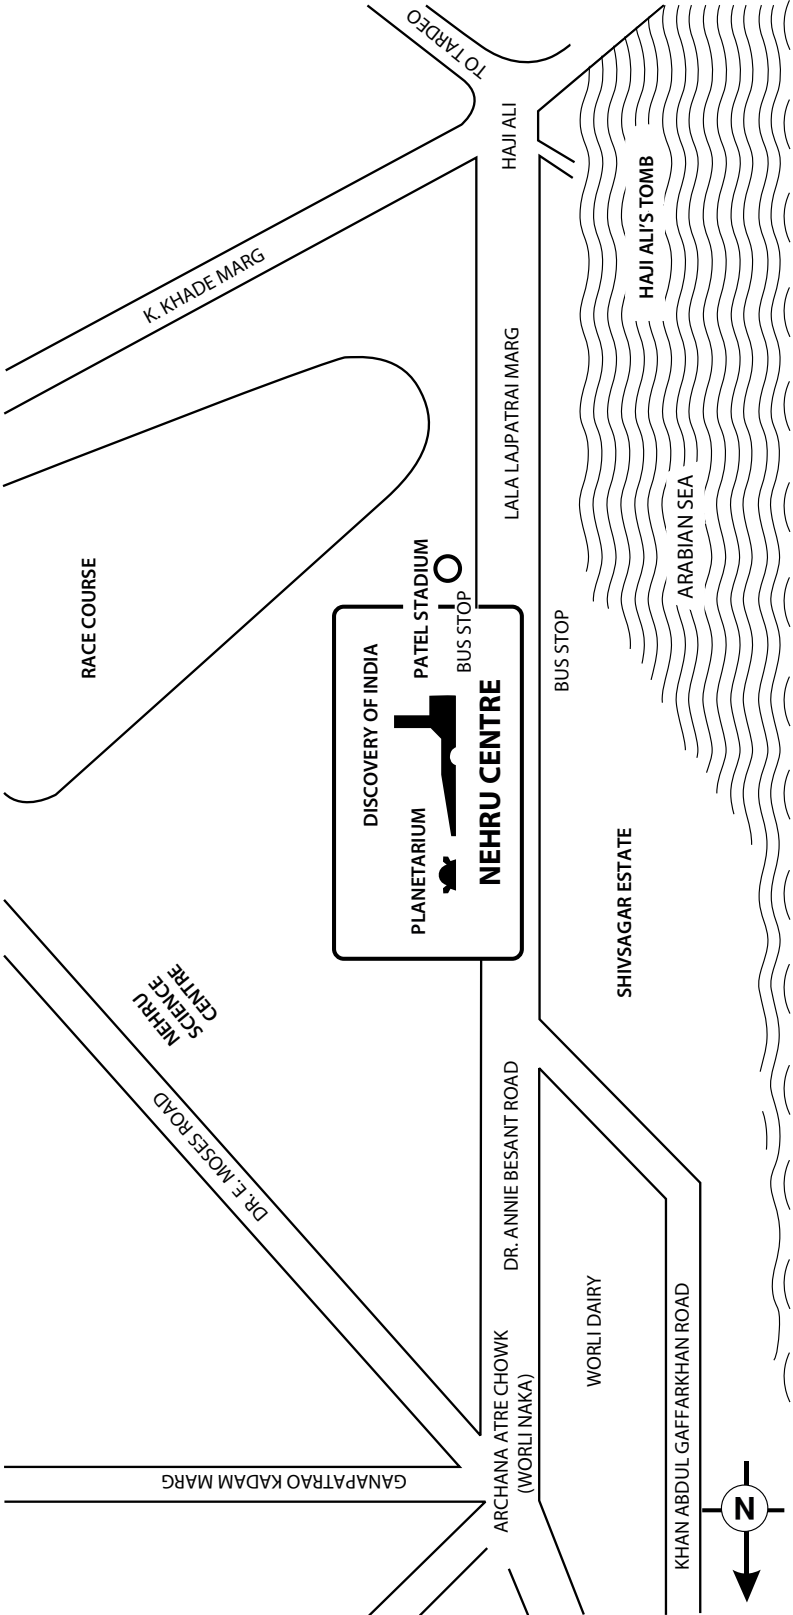 TO TARDEO
HAJI ALI
K. KHADE MARG
HAJI ALI'S TOMB
LALA LAJPATRAI MARG
ARABIAN SEA
RACE COURSE
PATEL STADIUM
BUS STOP
BUS STOP
DISCOVERY OF INDIA
PLANETARIUM
NEHRU CENTRE
SHIVSAGAR ESTATE
NEHRU
SCIENCE
CENTRE
DR. E. MOSES ROAD
DR. ANNIE BESANT ROAD
WORLI DAIRY
ARCHANA ATRE CHOWK
(WORLI NAKA)
GANAPATRAO KADAM MARG
KHAN ABDUL GAFFARKHAN ROAD
N